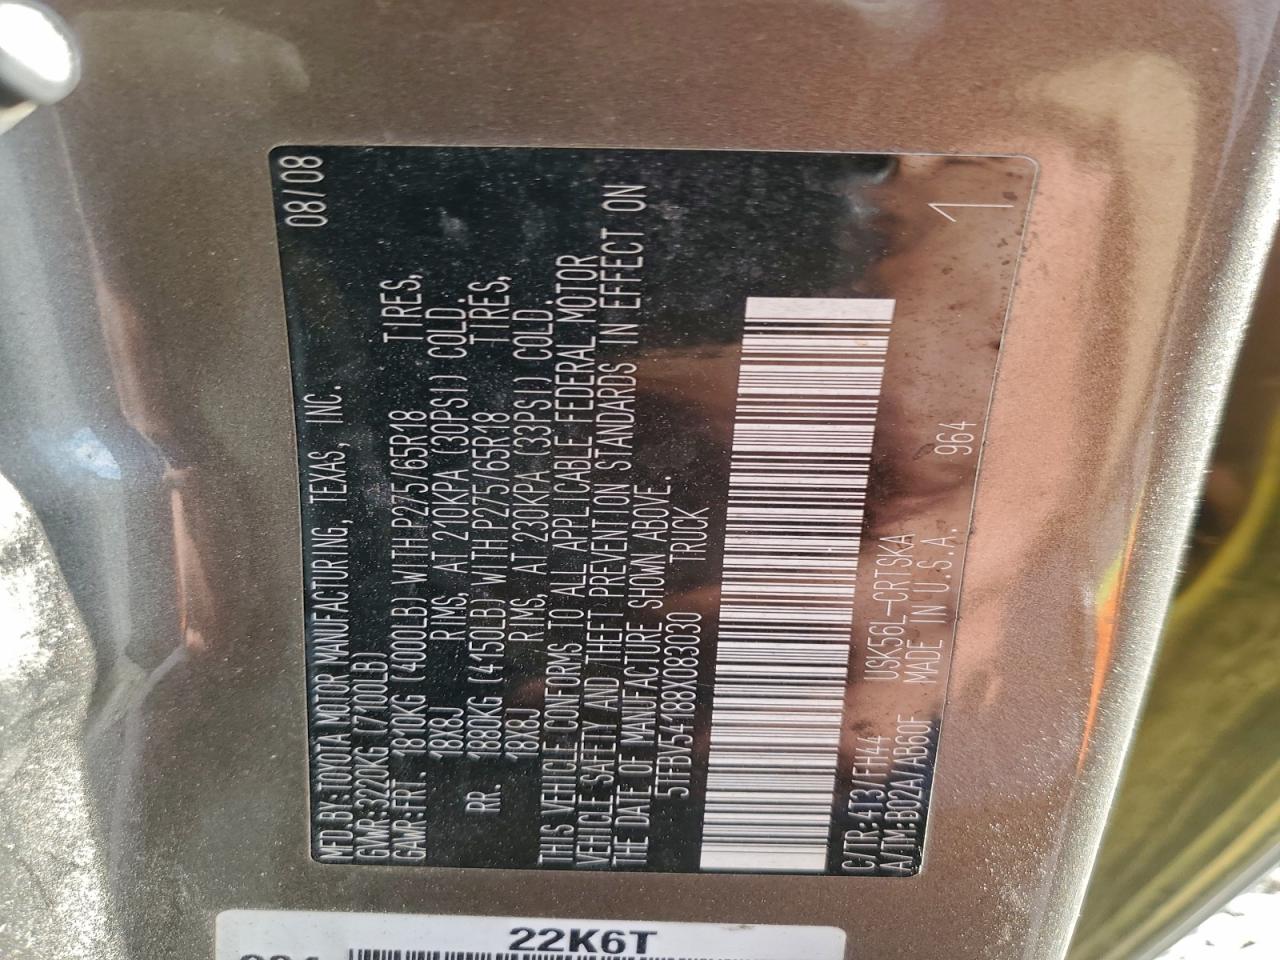 MFD.BY:TOYOTA MOTOR MANUFACTURING, TEXAS, INC. 08/08
GVWR:3220KG (7100LB)
GAWR:FRT. 1810KG (4000LB) WITH P275/65R18 TIRES,
18X8J RIMS, AT 210KPA (30PSI) COLD.
RR. 1880KG (4150LB) WITH P275/65R18 TIRES,
18X8J RIMS, AT 230KPA (33PSI) COLD.
THIS VEHICLE CONFORMS TO ALL APPLICABLE FEDERAL MOTOR
VEHICLE SAFETY AND THEFT PREVENTION STANDARDS IN EFFECT ON
THE DATE OF MANUFACTURE SHOWN ABOVE.
5TFBV54188X083030 TRUCK
C/TR:4T3/FH44 USK56L-CRTSKA 964 1
A/TM:B02A/AB60F MADE IN U.S.A.
22K6T